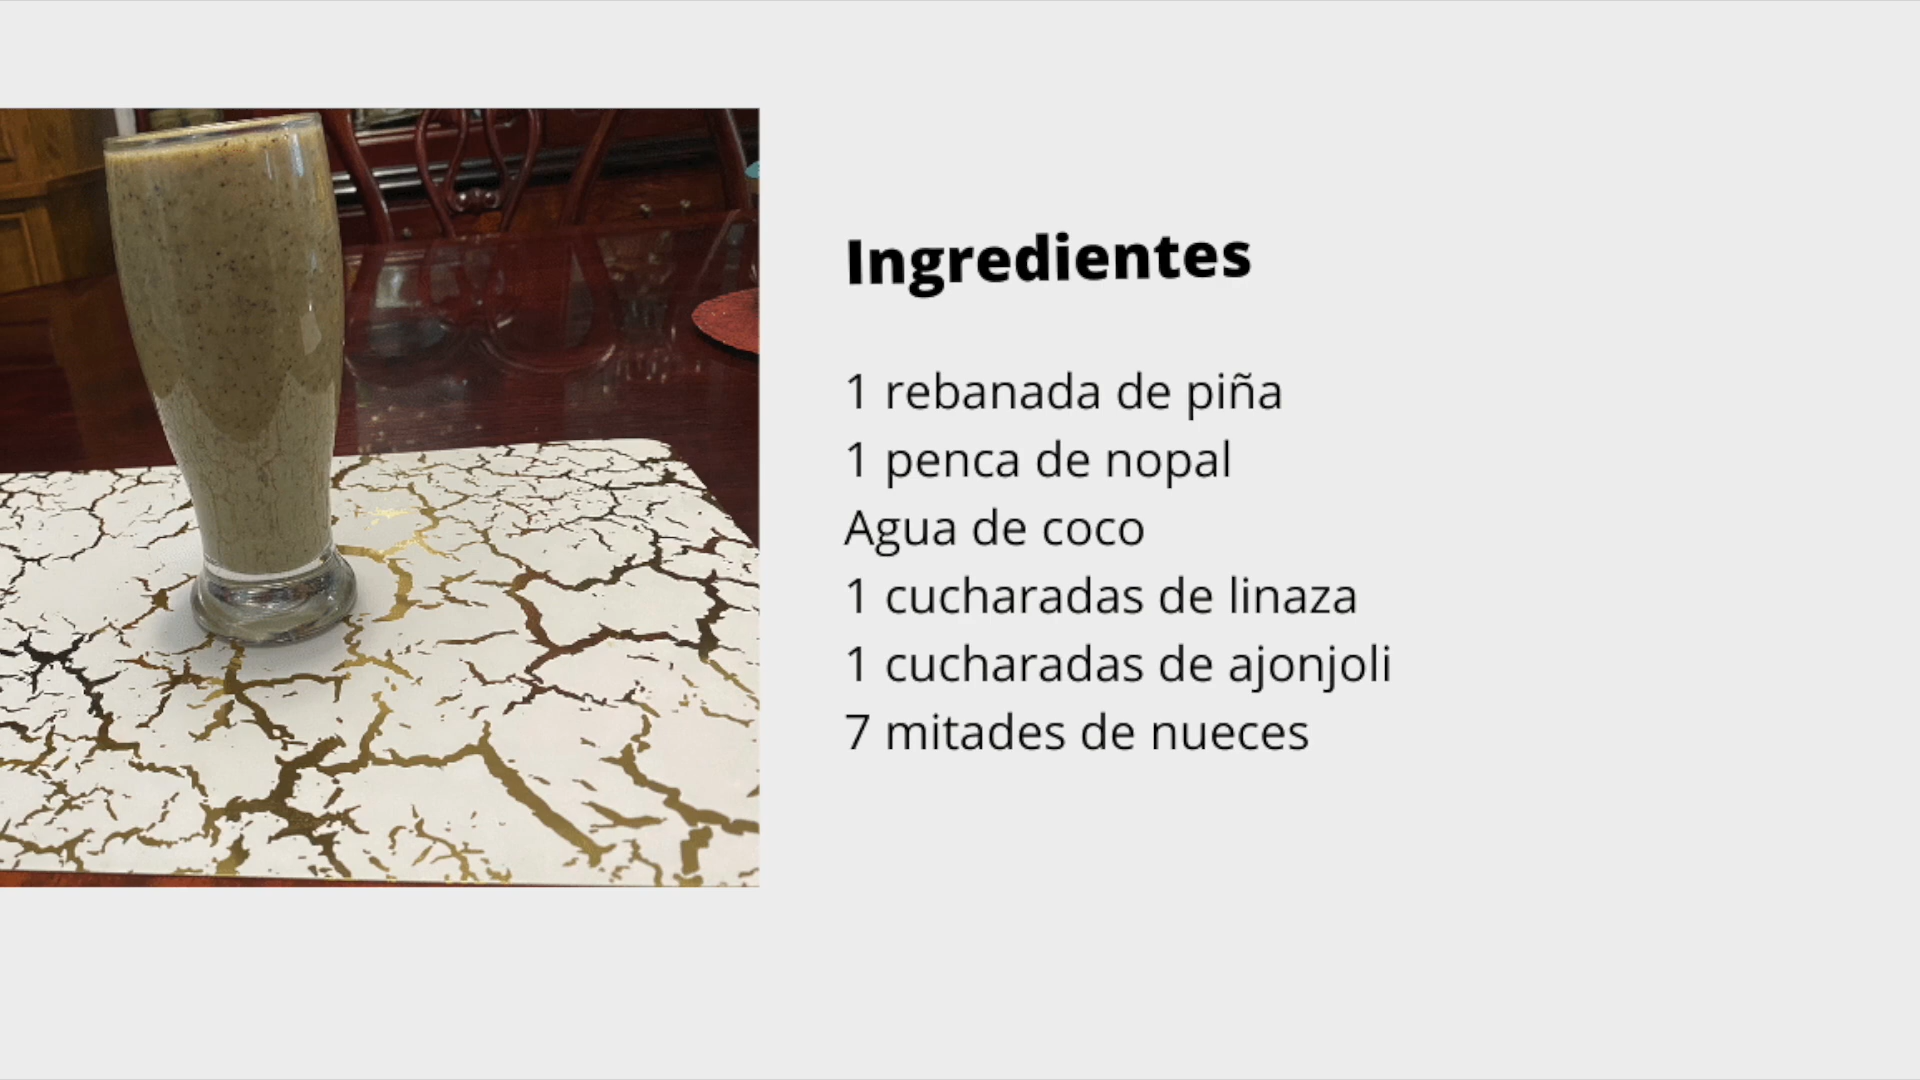 Ingredientes
1 rebanada de piña
1 penca de nopal
Agua de coco
1 cucharadas de linaza
1 cucharadas de ajonjoli
7 mitades de nueces